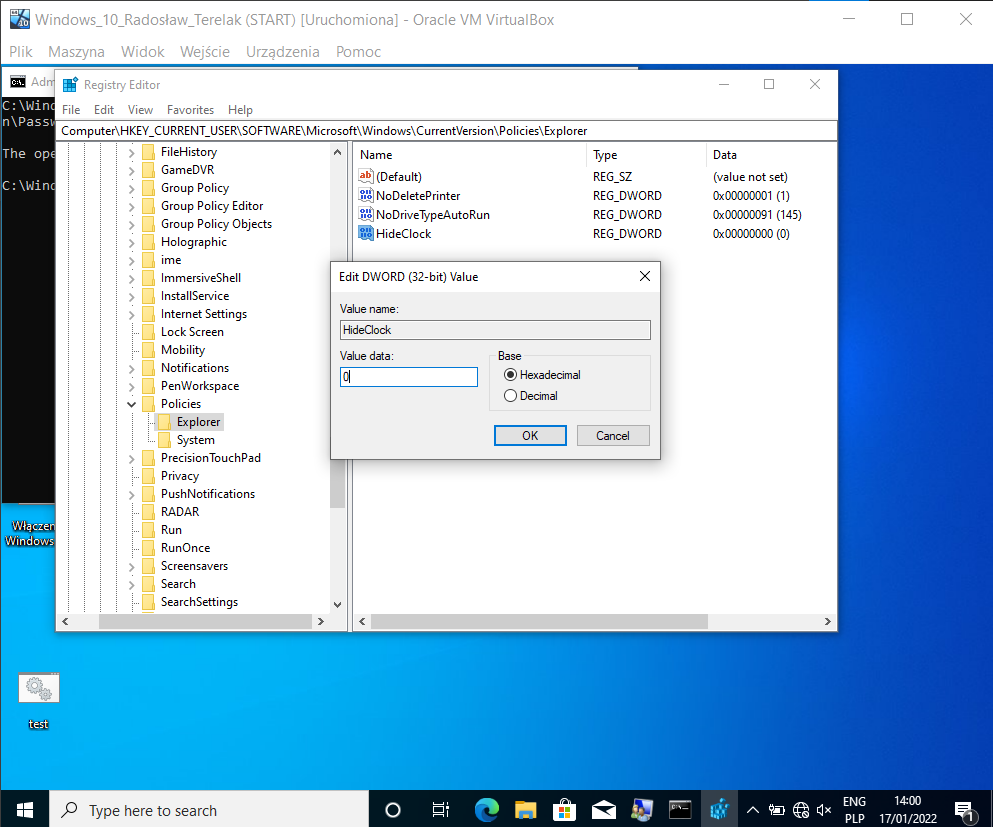 Windows_10_Radosław_Terelak (START) [Uruchomiona] - Oracle VM VirtualBox
Plik Maszyna Widok Wejście Urządzenia Pomoc
Adm
C:\Wind
n\Passw
The ope
C:\Wind
Registry Editor
File Edit View Favorites Help
Computer\HKEY_CURRENT_USER\SOFTWARE\Microsoft\Windows\CurrentVersion\Policies\Explorer
FileHistory
GameDVR
Group Policy
Group Policy Editor
Group Policy Objects
Holographic
ime
ImmersiveShell
InstallService
Internet Settings
Lock Screen
Mobility
Notifications
PenWorkspace
Policies
Explorer
System
PrecisionTouchPad
Privacy
PushNotifications
RADAR
Run
RunOnce
Screensavers
Search
SearchSettings
Name Type Data
(Default) REG_SZ (value not set)
NoDeletePrinter REG_DWORD 0x00000001 (1)
NoDriveTypeAutoRun REG_DWORD 0x00000091 (145)
HideClock REG_DWORD 0x00000000 (0)
Edit DWORD (32-bit) Value
Value name:
HideClock
Value data:
0
Base
Hexadecimal
Decimal
OK Cancel
Włączen
Windows
test
Type here to search
ENG
PLP
14:00
17/01/2022
1